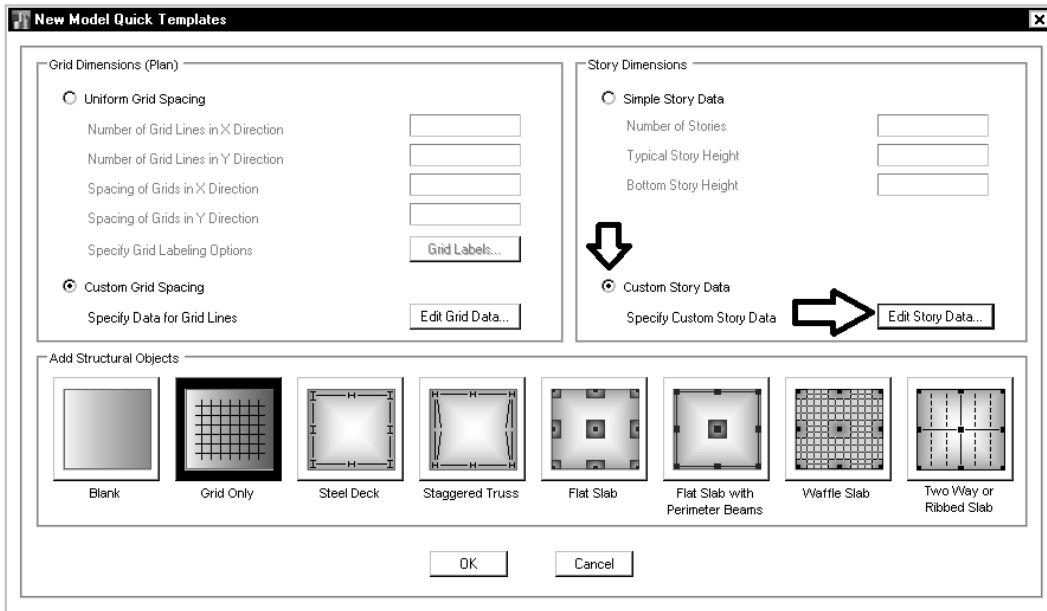 New Model Quick Templates
Grid Dimensions (Plan)
Uniform Grid Spacing
Number of Grid Lines in X Direction
Number of Grid Lines in Y Direction
Spacing of Grids in X Direction
Spacing of Grids in Y Direction
Specify Grid Labeling Options
Grid Labels...
Custom Grid Spacing
Specify Data for Grid Lines
Edit Grid Data...
Story Dimensions
Simple Story Data
Number of Stories
Typical Story Height
Bottom Story Height
Custom Story Data
Specify Custom Story Data
Edit Story Data...
Add Structural Objects
Blank
Grid Only
Steel Deck
Staggered Truss
Flat Slab
Flat Slab with
Perimeter Beams
Waffle Slab
Two Way or
Ribbed Slab
OK
Cancel